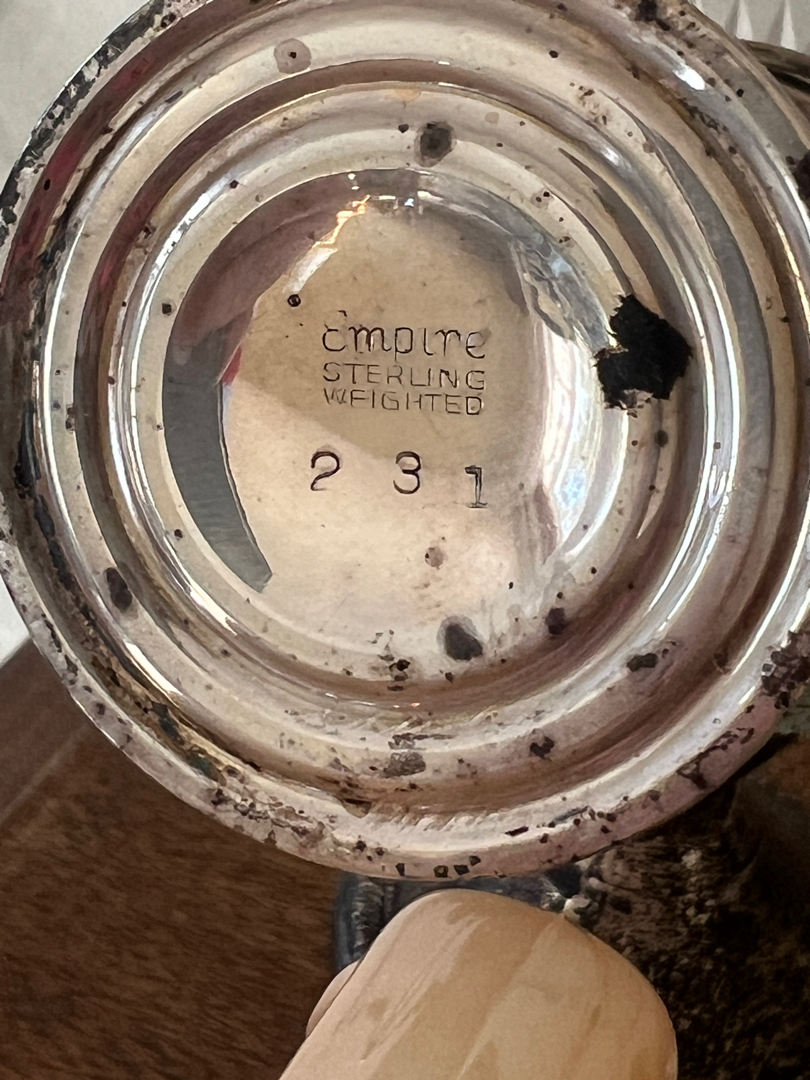 Empire
STERLING
WEIGHTED
231